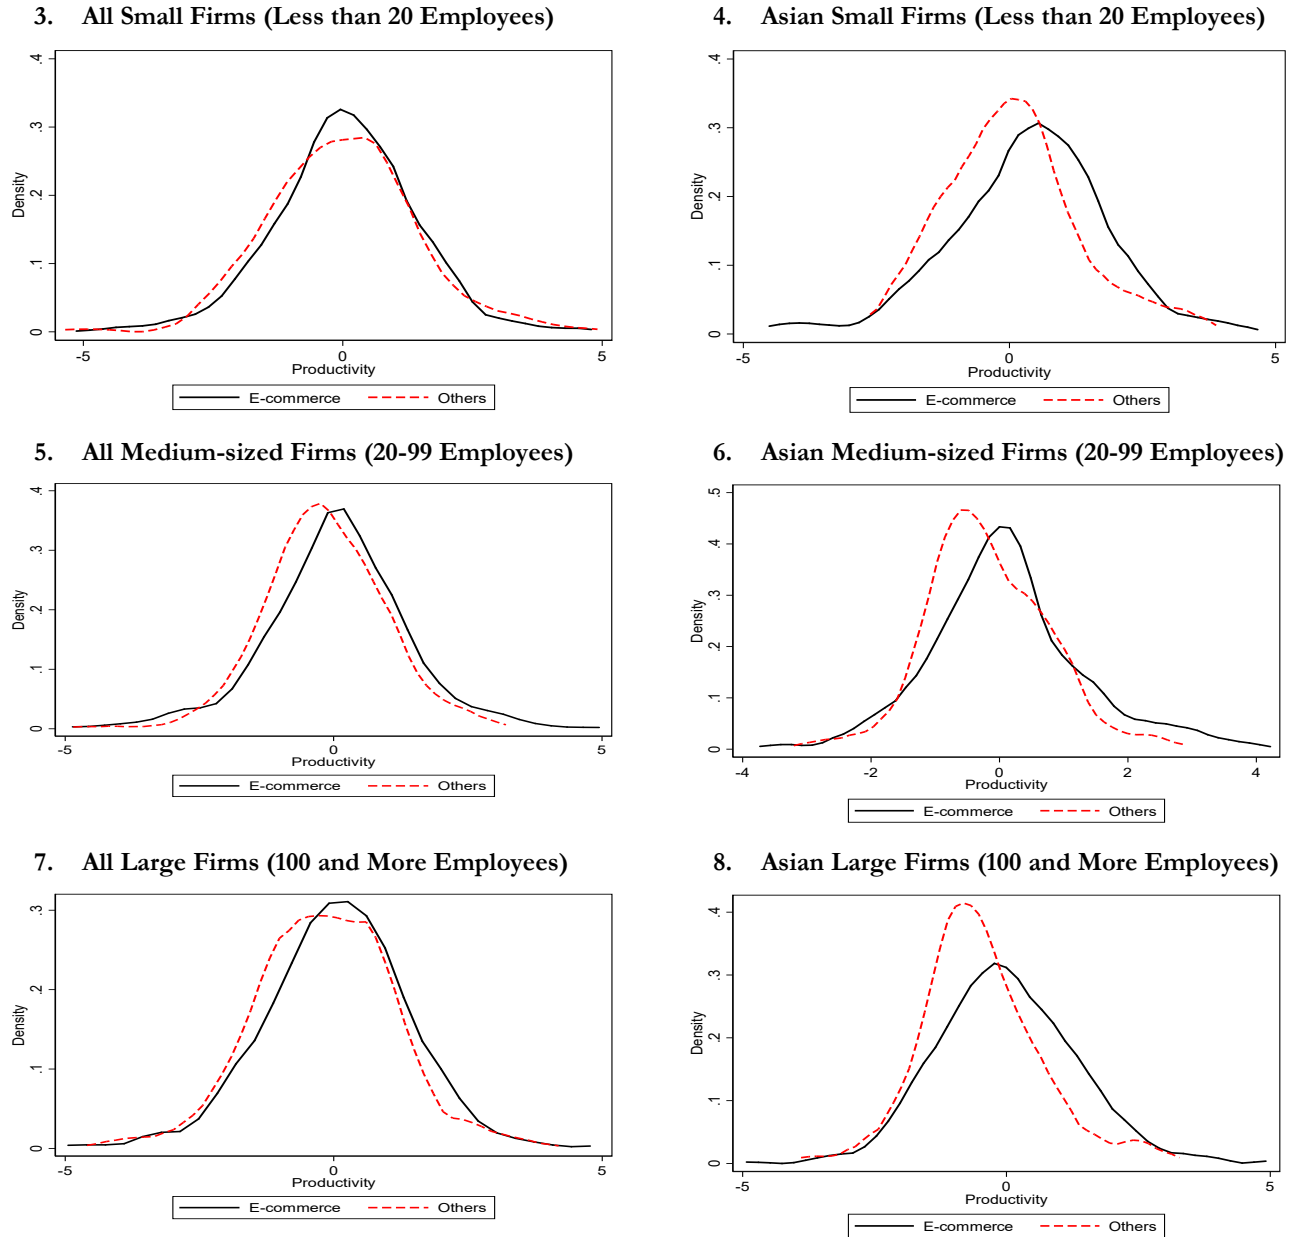 3. All Small Firms (Less than 20 Employees)
.4
.3
.2
.1
0
Density
-5 0 5
Productivity
E-commerce Others
4. Asian Small Firms (Less than 20 Employees)
.4
.3
.2
.1
0
Density
-5 0 5
Productivity
E-commerce Others
5. All Medium-sized Firms (20-99 Employees)
.4
.3
.2
.1
0
Density
-5 0 5
Productivity
E-commerce Others
6. Asian Medium-sized Firms (20-99 Employees)
.5
.4
.3
.2
.1
0
Density
-4 -2 0 2 4
Productivity
E-commerce Others
7. All Large Firms (100 and More Employees)
.3
.2
.1
0
Density
-5 0 5
Productivity
E-commerce Others
8. Asian Large Firms (100 and More Employees)
.4
.3
.2
.1
0
Density
-5 0 5
Productivity
E-commerce Others